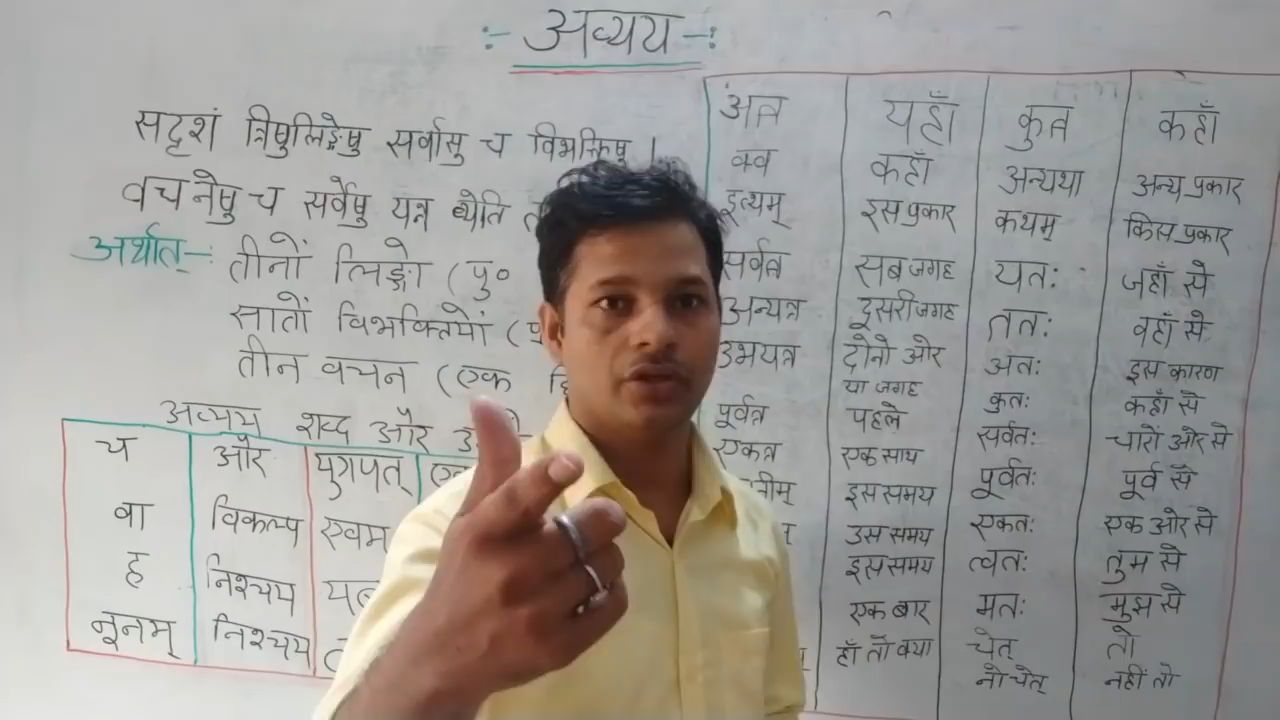 :- अव्यय -:
सदृशं त्रिषुलिङ्गेषु सर्वासु च विभक्तिषु ।
वचनेषु च सर्वेषु यन्न व्येति
अर्थात्-: तीनों लिङ्गो (पु०
सातों विभक्तियों (
तीन वचन (एक
अव्यय शब्द और
च और युगपत्
वा विकल्प एवम
ह निश्चय
नूनम् निश्चय
अत्र यहाँ कुत्र कहाँ
क्व कहाँ अन्यथा अन्य प्रकार
इत्थम् इस प्रकार कथम् किस प्रकार
सर्वत्र सब जगह यतः जहाँ से
अन्यत्र दूसरी जगह ततः वहाँ से
उभयत्र दोनो ओर या जगह अतः इस कारण
पूर्वत्र पहले कुतः कहाँ से
एकत्र एक साथ सर्वतः चारों ओर से
इस समय पूर्वतः पूर्व से
उस समय एकतः एक ओर से
इस समय त्वतः तुम से
एक बार मतः मुझ से
हाँ तो क्या चेत् तो
नो चेत् नहीं तो